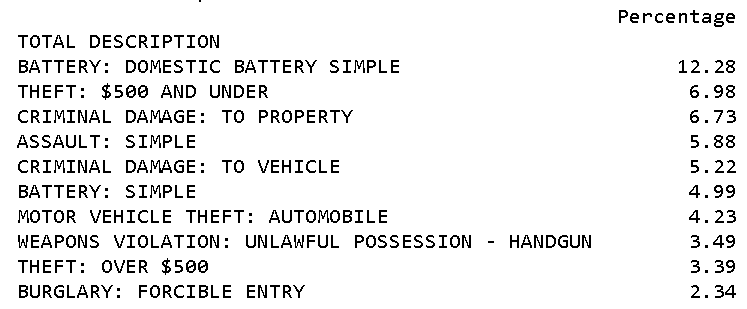 Percentage
TOTAL DESCRIPTION
BATTERY: DOMESTIC BATTERY SIMPLE 12.28
THEFT: $500 AND UNDER 6.98
CRIMINAL DAMAGE: TO PROPERTY 6.73
ASSAULT: SIMPLE 5.88
CRIMINAL DAMAGE: TO VEHICLE 5.22
BATTERY: SIMPLE 4.99
MOTOR VEHICLE THEFT: AUTOMOBILE 4.23
WEAPONS VIOLATION: UNLAWFUL POSSESSION - HANDGUN 3.49
THEFT: OVER $500 3.39
BURGLARY: FORCIBLE ENTRY 2.34